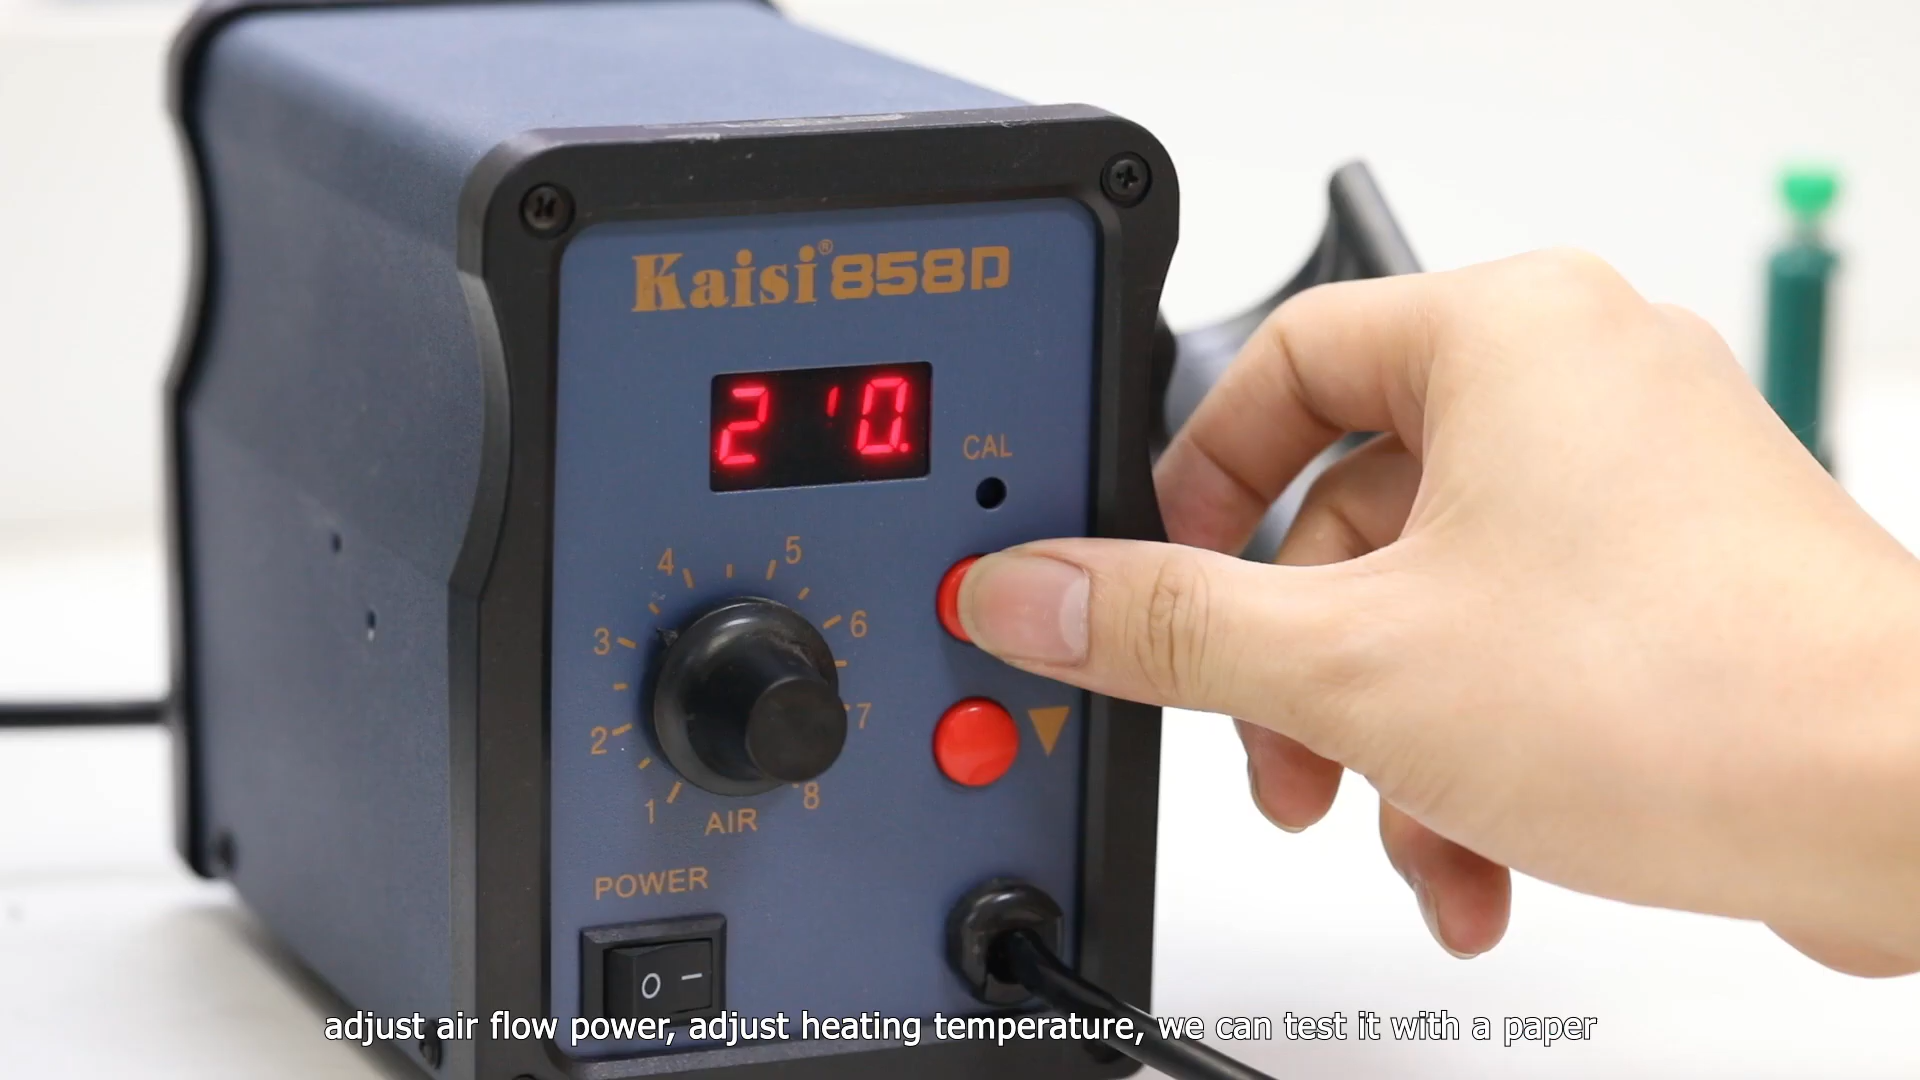 Kaisi® 858D
2 '0.
CAL
4 5
3 6
2 7
1 8
AIR
POWER
O –
adjust air flow power, adjust heating temperature, we can test it with a paper